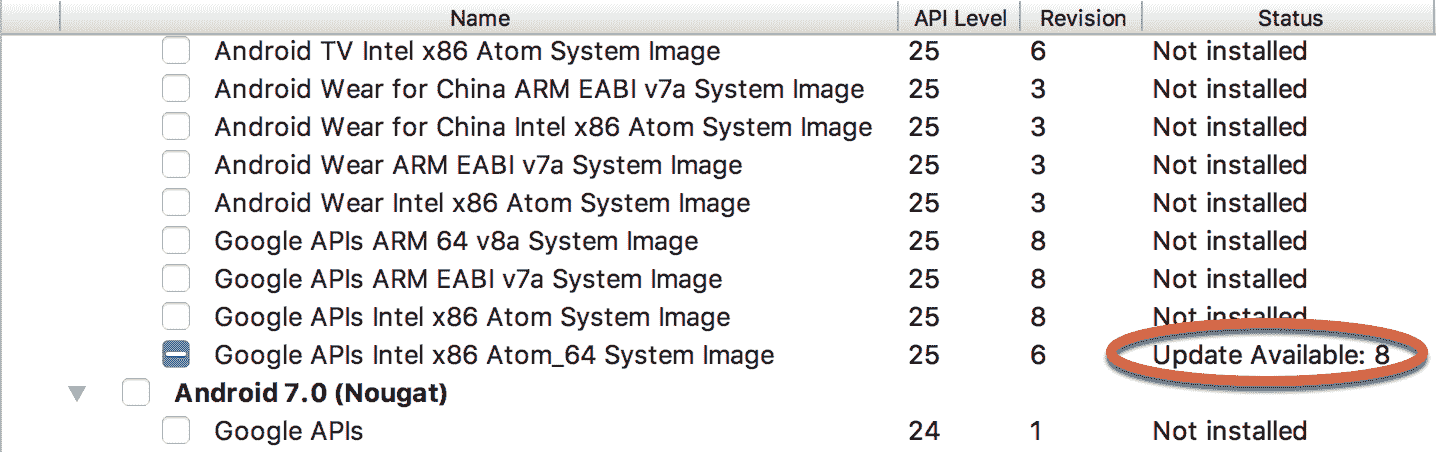 Name API Level Revision Status
Android TV Intel x86 Atom System Image 25 6 Not installed
Android Wear for China ARM EABI v7a System Image 25 3 Not installed
Android Wear for China Intel x86 Atom System Image 25 3 Not installed
Android Wear ARM EABI v7a System Image 25 3 Not installed
Android Wear Intel x86 Atom System Image 25 3 Not installed
Google APIs ARM 64 v8a System Image 25 8 Not installed
Google APIs ARM EABI v7a System Image 25 8 Not installed
Google APIs Intel x86 Atom System Image 25 8 Not installed
Google APIs Intel x86 Atom_64 System Image 25 6 Update Available: 8
Android 7.0 (Nougat)
Google APIs 24 1 Not installed